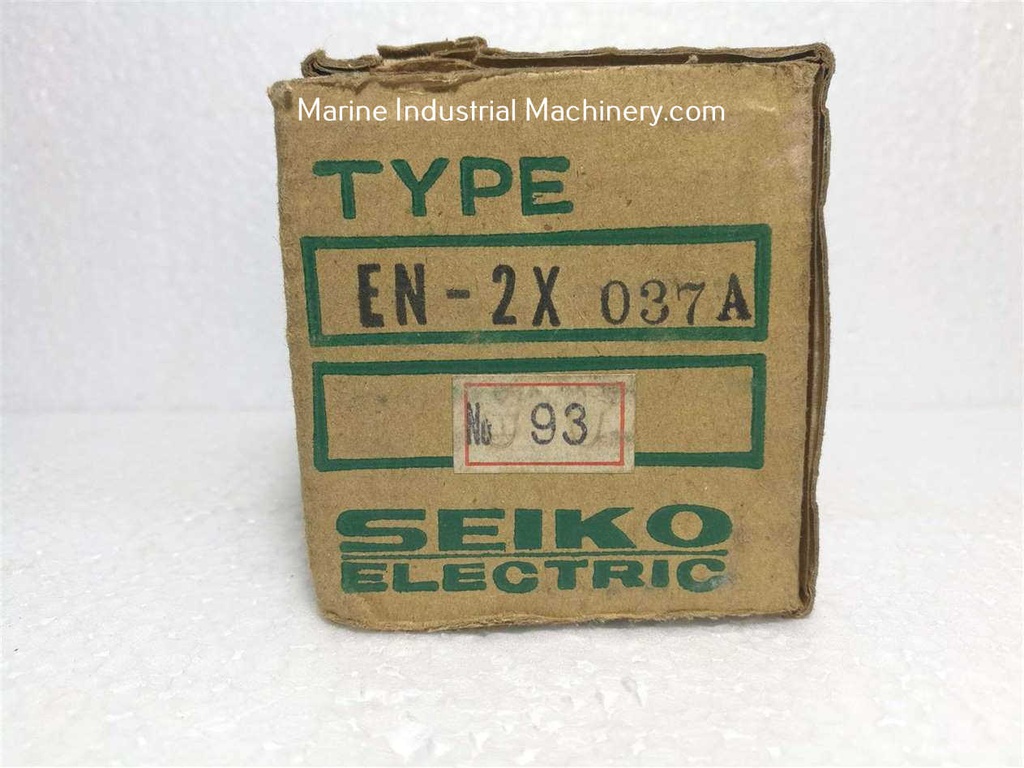 Marine Industrial Machinery.com
TYPE
EN-2X 037A
No 93
SEIKO
ELECTRIC